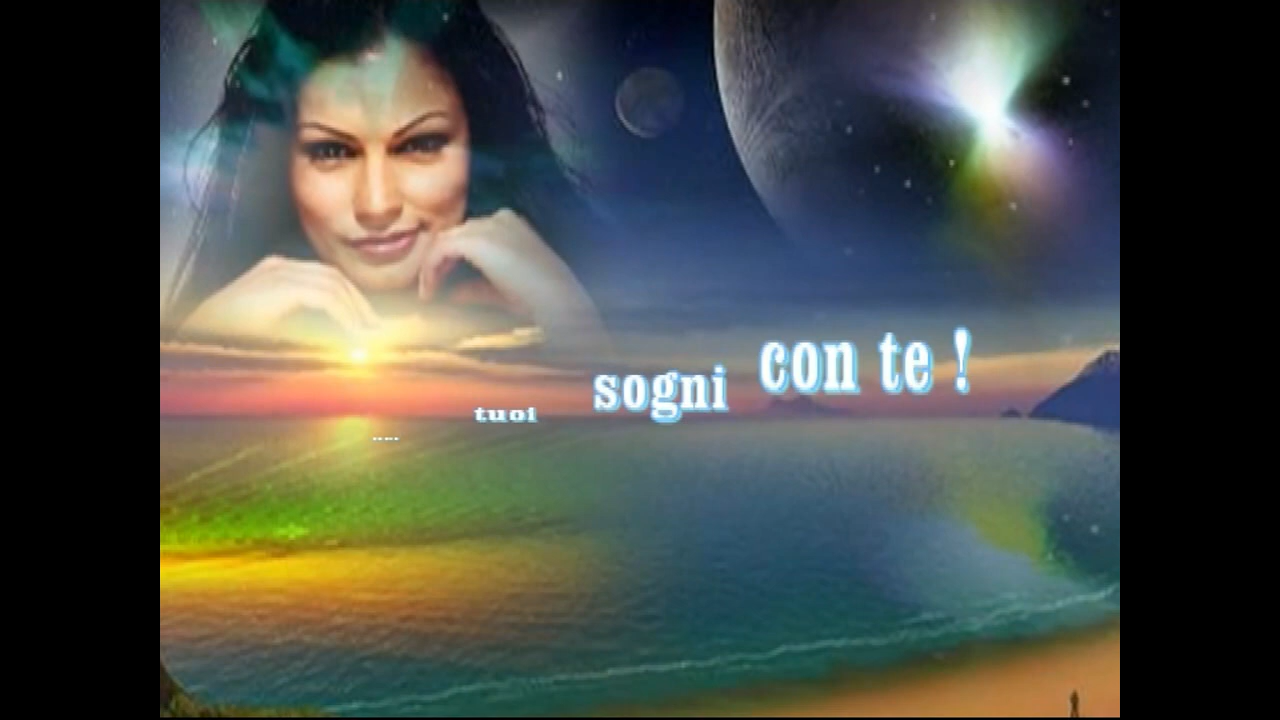 ..... tuoi sogni con te !